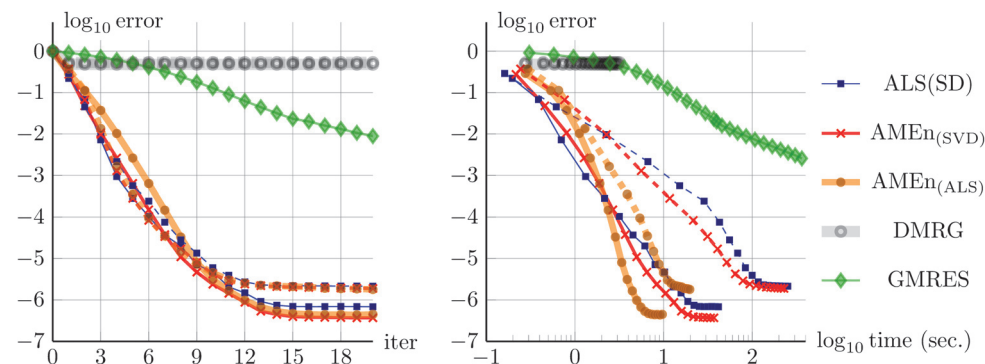 log₁₀ error
0
−1
−2
−3
−4
−5
−6
−7
0 3 6 9 12 15 18 iter
log₁₀ error
0
−1
−2
−3
−4
−5
−6
−7
−1 0 1 2 log₁₀ time (sec.)
ALS(SD)
AMEn(SVD)
AMEn(ALS)
DMRG
GMRES